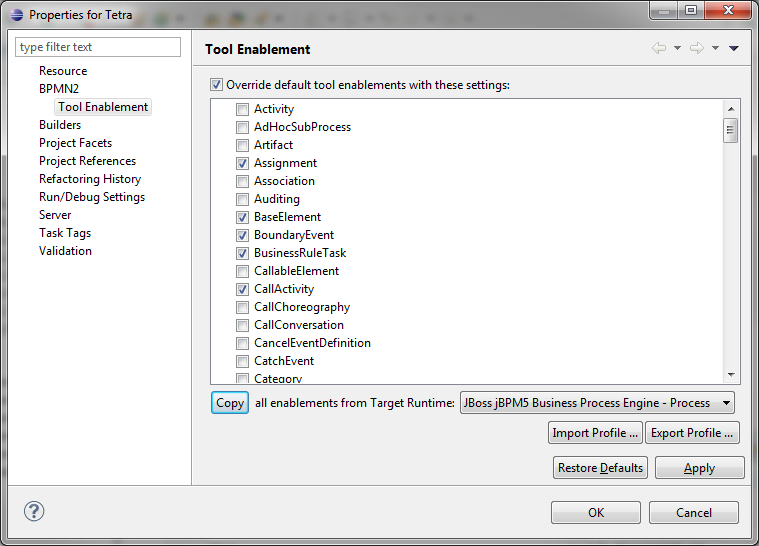 Properties for Tetra
type filter text
Resource
BPMN2
Tool Enablement
Builders
Project Facets
Project References
Refactoring History
Run/Debug Settings
Server
Task Tags
Validation
Tool Enablement
Override default tool enablements with these settings:
Activity
AdHocSubProcess
Artifact
Assignment
Association
Auditing
BaseElement
BoundaryEvent
BusinessRuleTask
CallableElement
CallActivity
CallChoreography
CallConversation
CancelEventDefinition
CatchEvent
Category
Copy all enablements from Target Runtime: JBoss jBPM5 Business Process Engine - Process
Import Profile ... Export Profile ...
Restore Defaults Apply
? OK Cancel